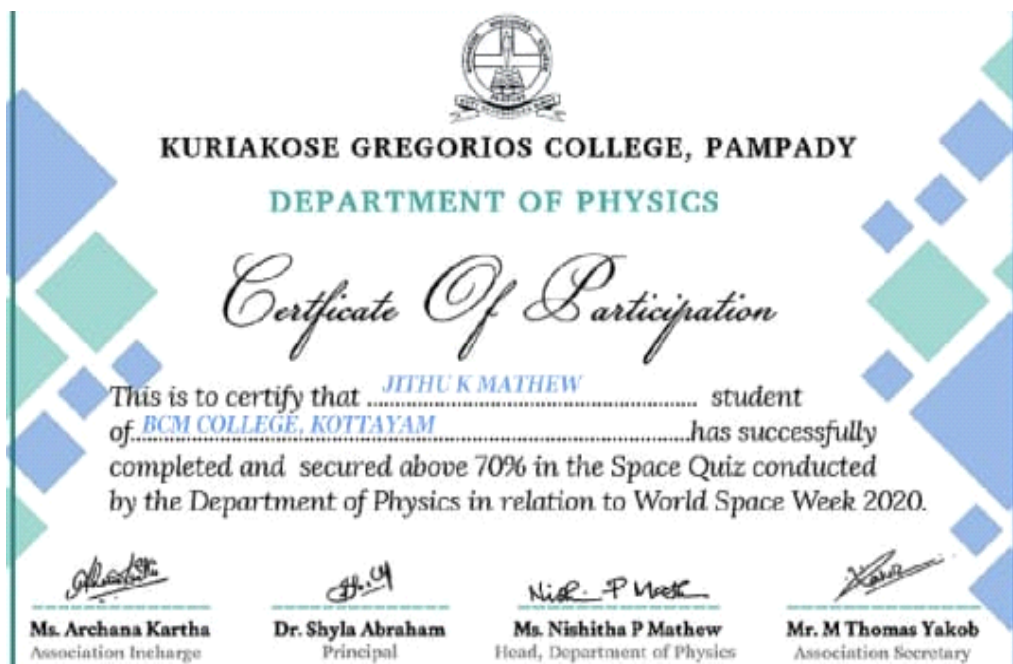 KURIAKOSE GREGORIOS COLLEGE, PAMPADY
DEPARTMENT OF PHYSICS
Certficate Of Participation
This is to certify that JITHU K MATHEW student
of BCM COLLEGE, KOTTAYAM has successfully
completed and secured above 70% in the Space Quiz conducted
by the Department of Physics in relation to World Space Week 2020.
Nish P Math
Ms. Archana Kartha Dr. Shyla Abraham Ms. Nishitha P Mathew Mr. M Thomas Yakob
Association Incharge Principal Head, Department of Physics Association Secretary